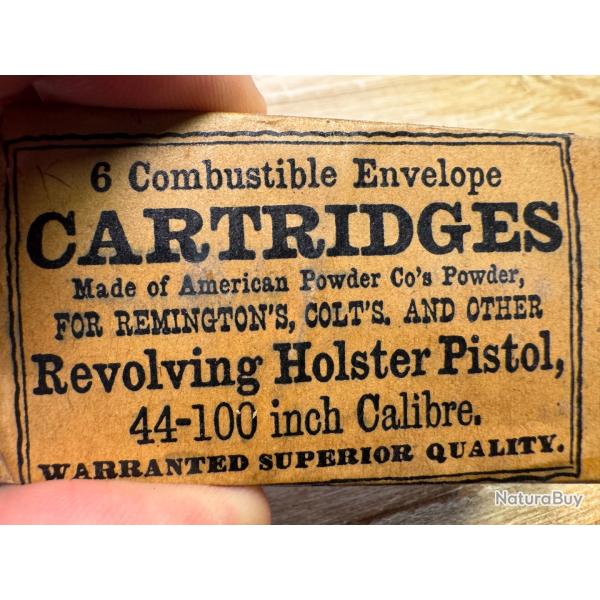 6 Combustible Envelope
CARTRIDGES
Made of American Powder Co's Powder,
FOR REMINGTON'S, COLT'S, AND OTHER
Revolving Holster Pistol,
44-100 inch Calibre.
WARRANTED SUPERIOR QUALITY.
NaturaBuy